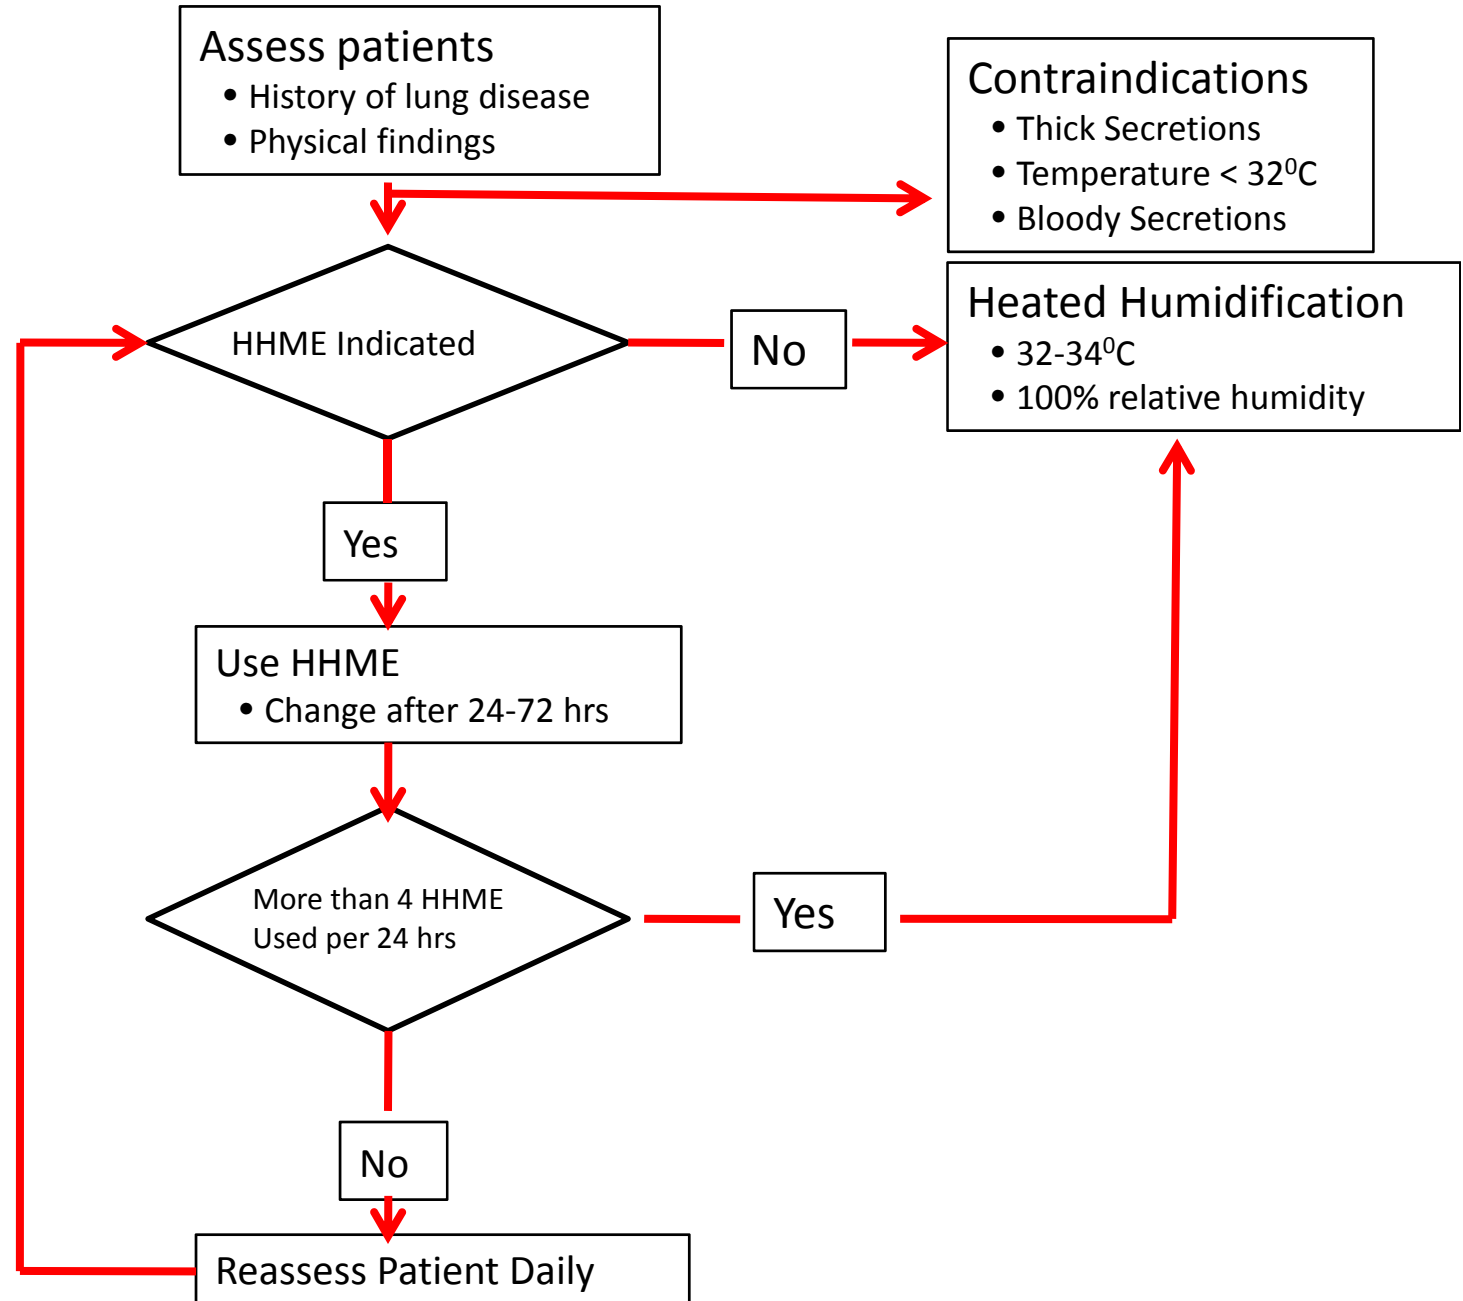 Assess patients
• History of lung disease
• Physical findings
Contraindications
• Thick Secretions
• Temperature < 32⁰C
• Bloody Secretions
HHME Indicated
No
Heated Humidification
• 32-34⁰C
• 100% relative humidity
Yes
Use HHME
• Change after 24-72 hrs
More than 4 HHME
Used per 24 hrs
Yes
No
Reassess Patient Daily